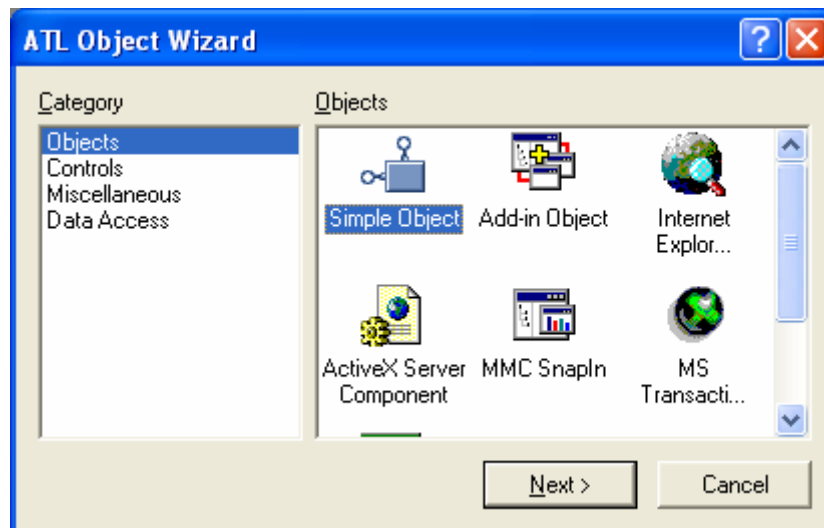 ATL Object Wizard
Category
Objects
Objects
Controls
Miscellaneous
Data Access
Simple Object
Add-in Object
Internet
Explor...
ActiveX Server
Component
MMC SnapIn
MS
Transacti...
Next >
Cancel